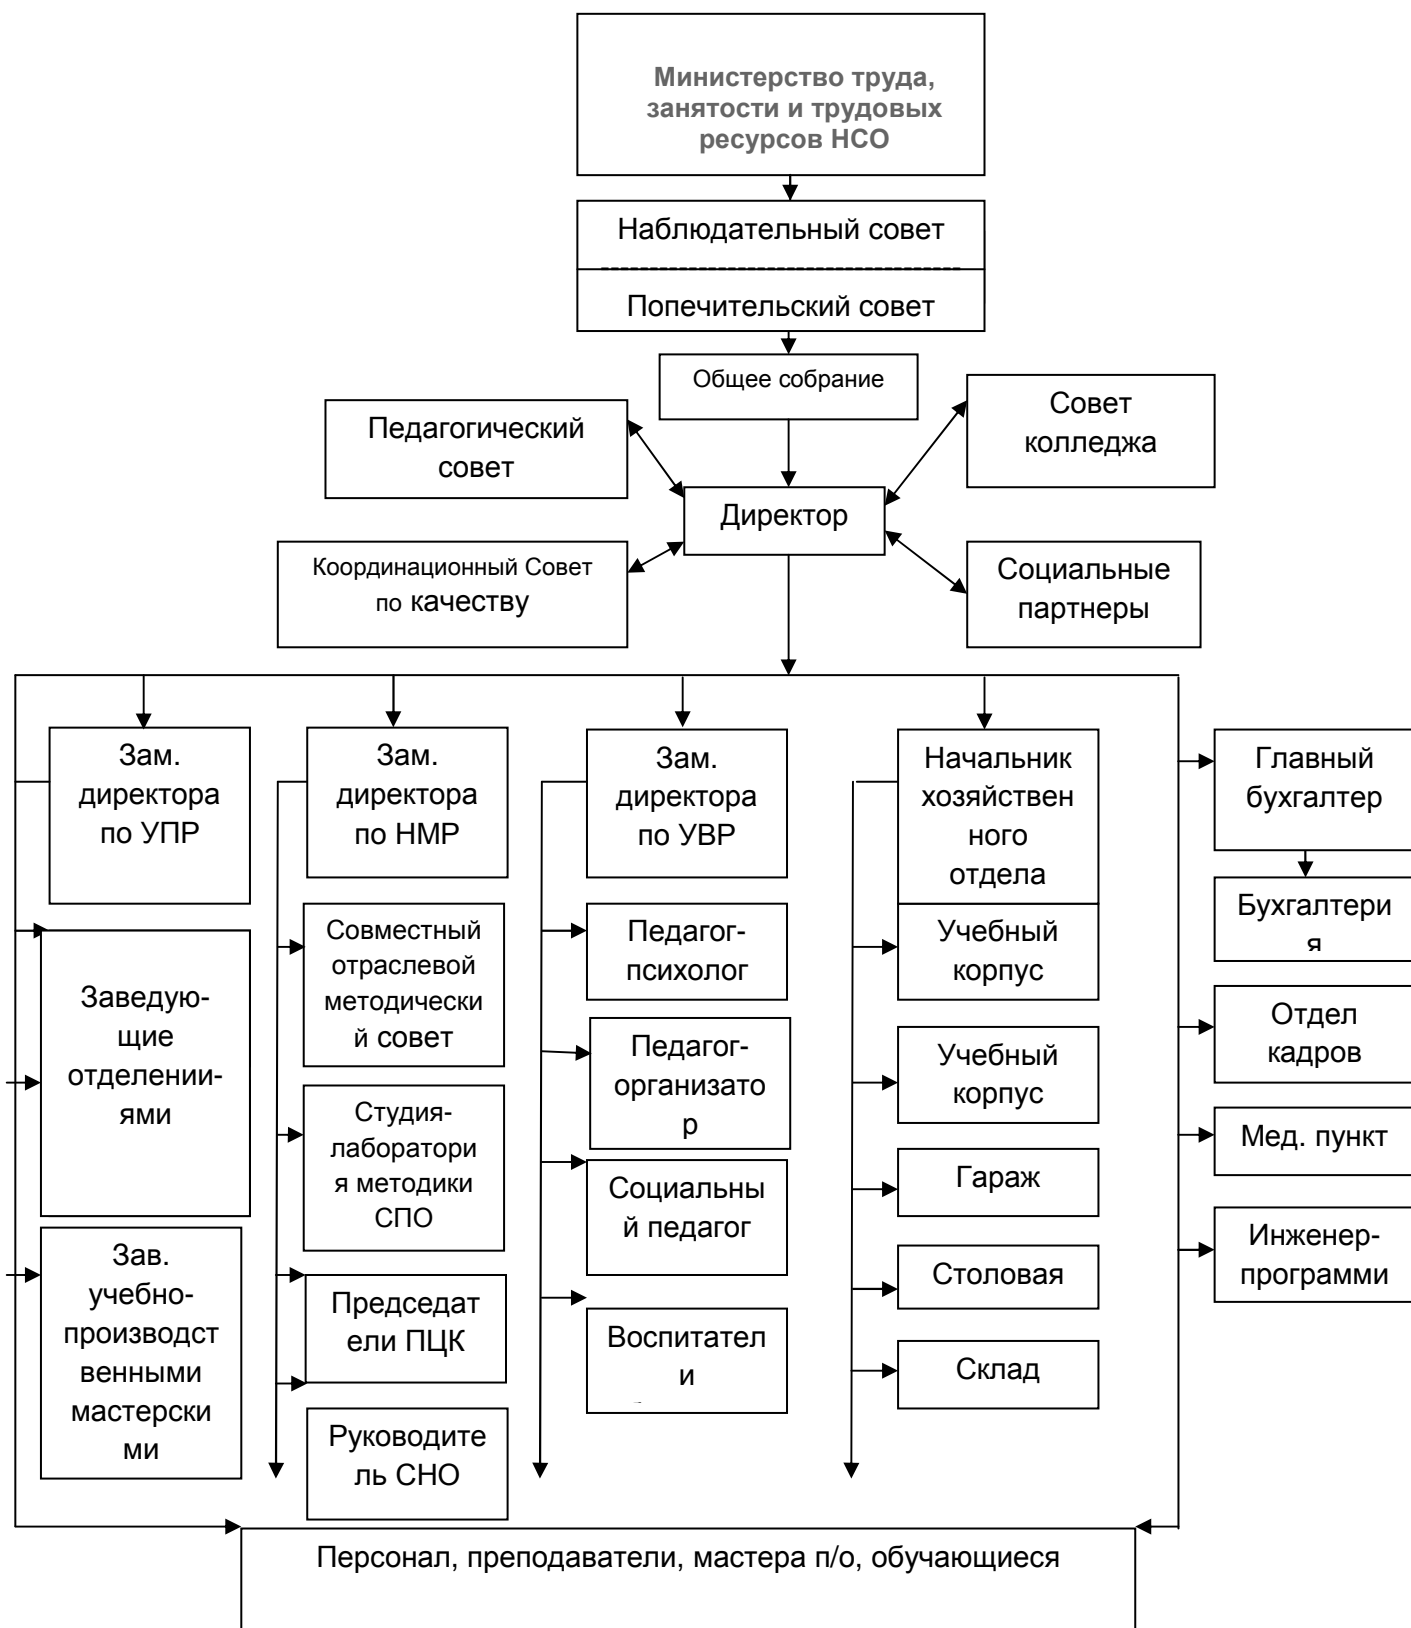 Министерство труда,
занятости и трудовых
ресурсов НСО
Наблюдательный совет
Попечительский совет
Общее собрание
Педагогический
совет
Совет
колледжа
Директор
Координационный Совет
по качеству
Социальные
партнеры
Зам.
директора
по УПР
Зам.
директора
по НМР
Зам.
директора
по УВР
Начальник
хозяйствен
ного
отдела
Главный
бухгалтер
Бухгалтери
я
Заведую-
щие
отделении-
ями
Зав.
учебно-
производст
венными
мастерски
ми
Совместный
отраслевой
методически
й совет
Студия-
лаборатори
я методики
СПО
Председат
ели ПЦК
Руководите
ль СНО
Педагог-
психолог
Педагог-
организато
р
Социальны
й педагог
Воспитател
и
Учебный
корпус
Учебный
корпус
Гараж
Столовая
Склад
Отдел
кадров
Мед. пункт
Инженер-
программи
Персонал, преподаватели, мастера п/о, обучающиеся